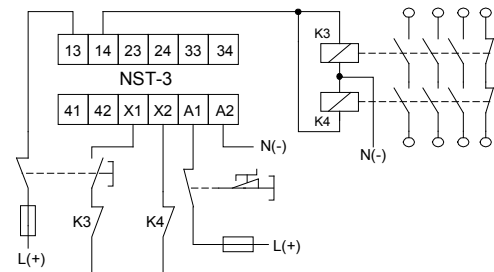 13 14 23 24 33 34
NST-3
41 42 X1 X2 A1 A2
K3
K4
N(-)
N(-)
K3
K4
L(+)
L(+)